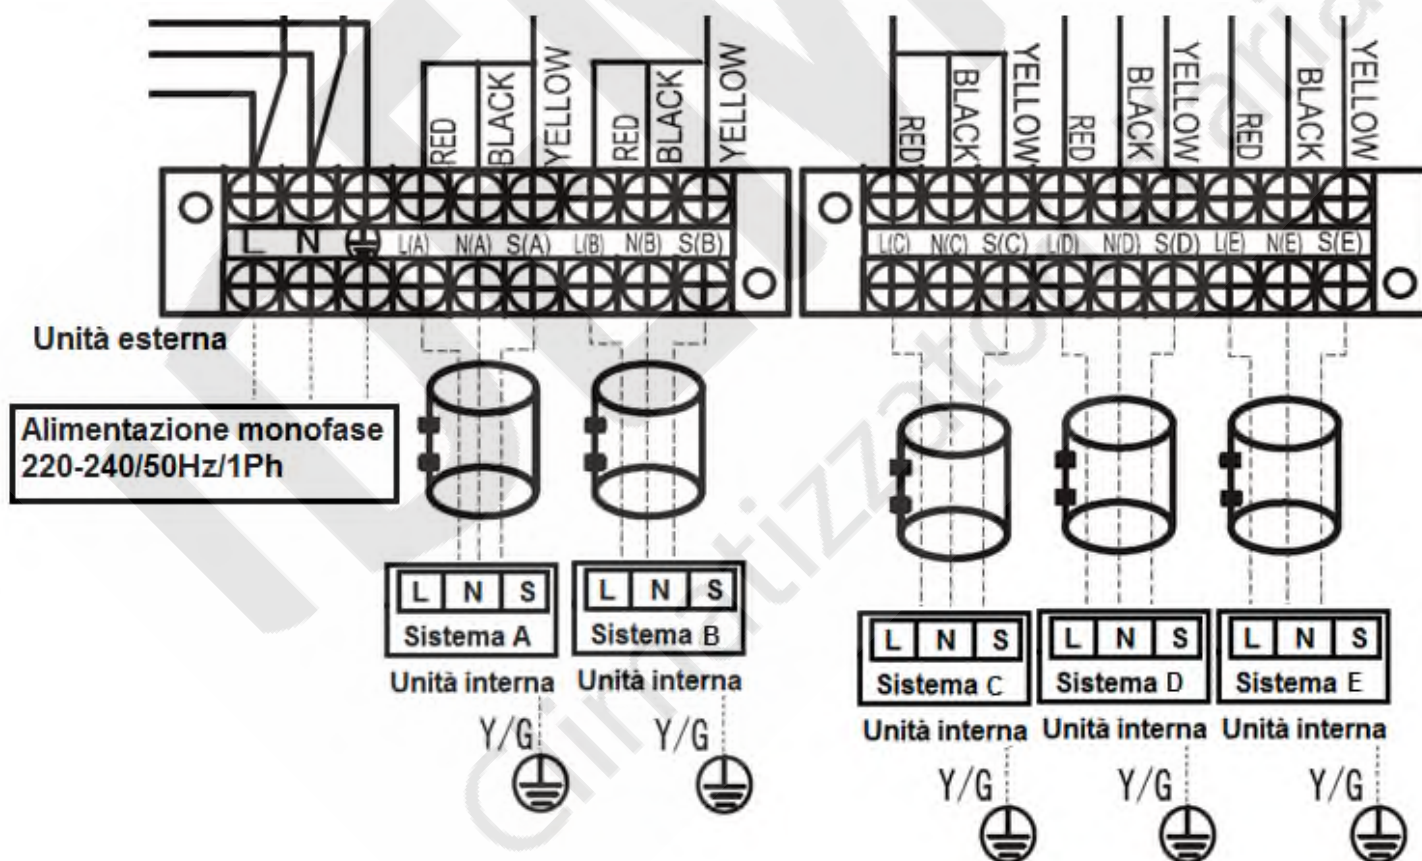 RED
BLACK
YELLOW
RED
BLACK
YELLOW
RED
BLACK
YELLOW
RED
BLACK
YELLOW
RED
BLACK
YELLOW
L N L(A) N(A) S(A) L(B) N(B) S(B)
L(C) N(C) S(C) L(D) N(D) S(D) L(E) N(E) S(E)
Unità esterna
Alimentazione monofase
220-240/50Hz/1Ph
L N S
Sistema A
Unità interna
Y/G
L N S
Sistema B
Unità interna
Y/G
L N S
Sistema C
Unità interna
Y/G
L N S
Sistema D
Unità interna
Y/G
L N S
Sistema E
Unità interna
Y/G